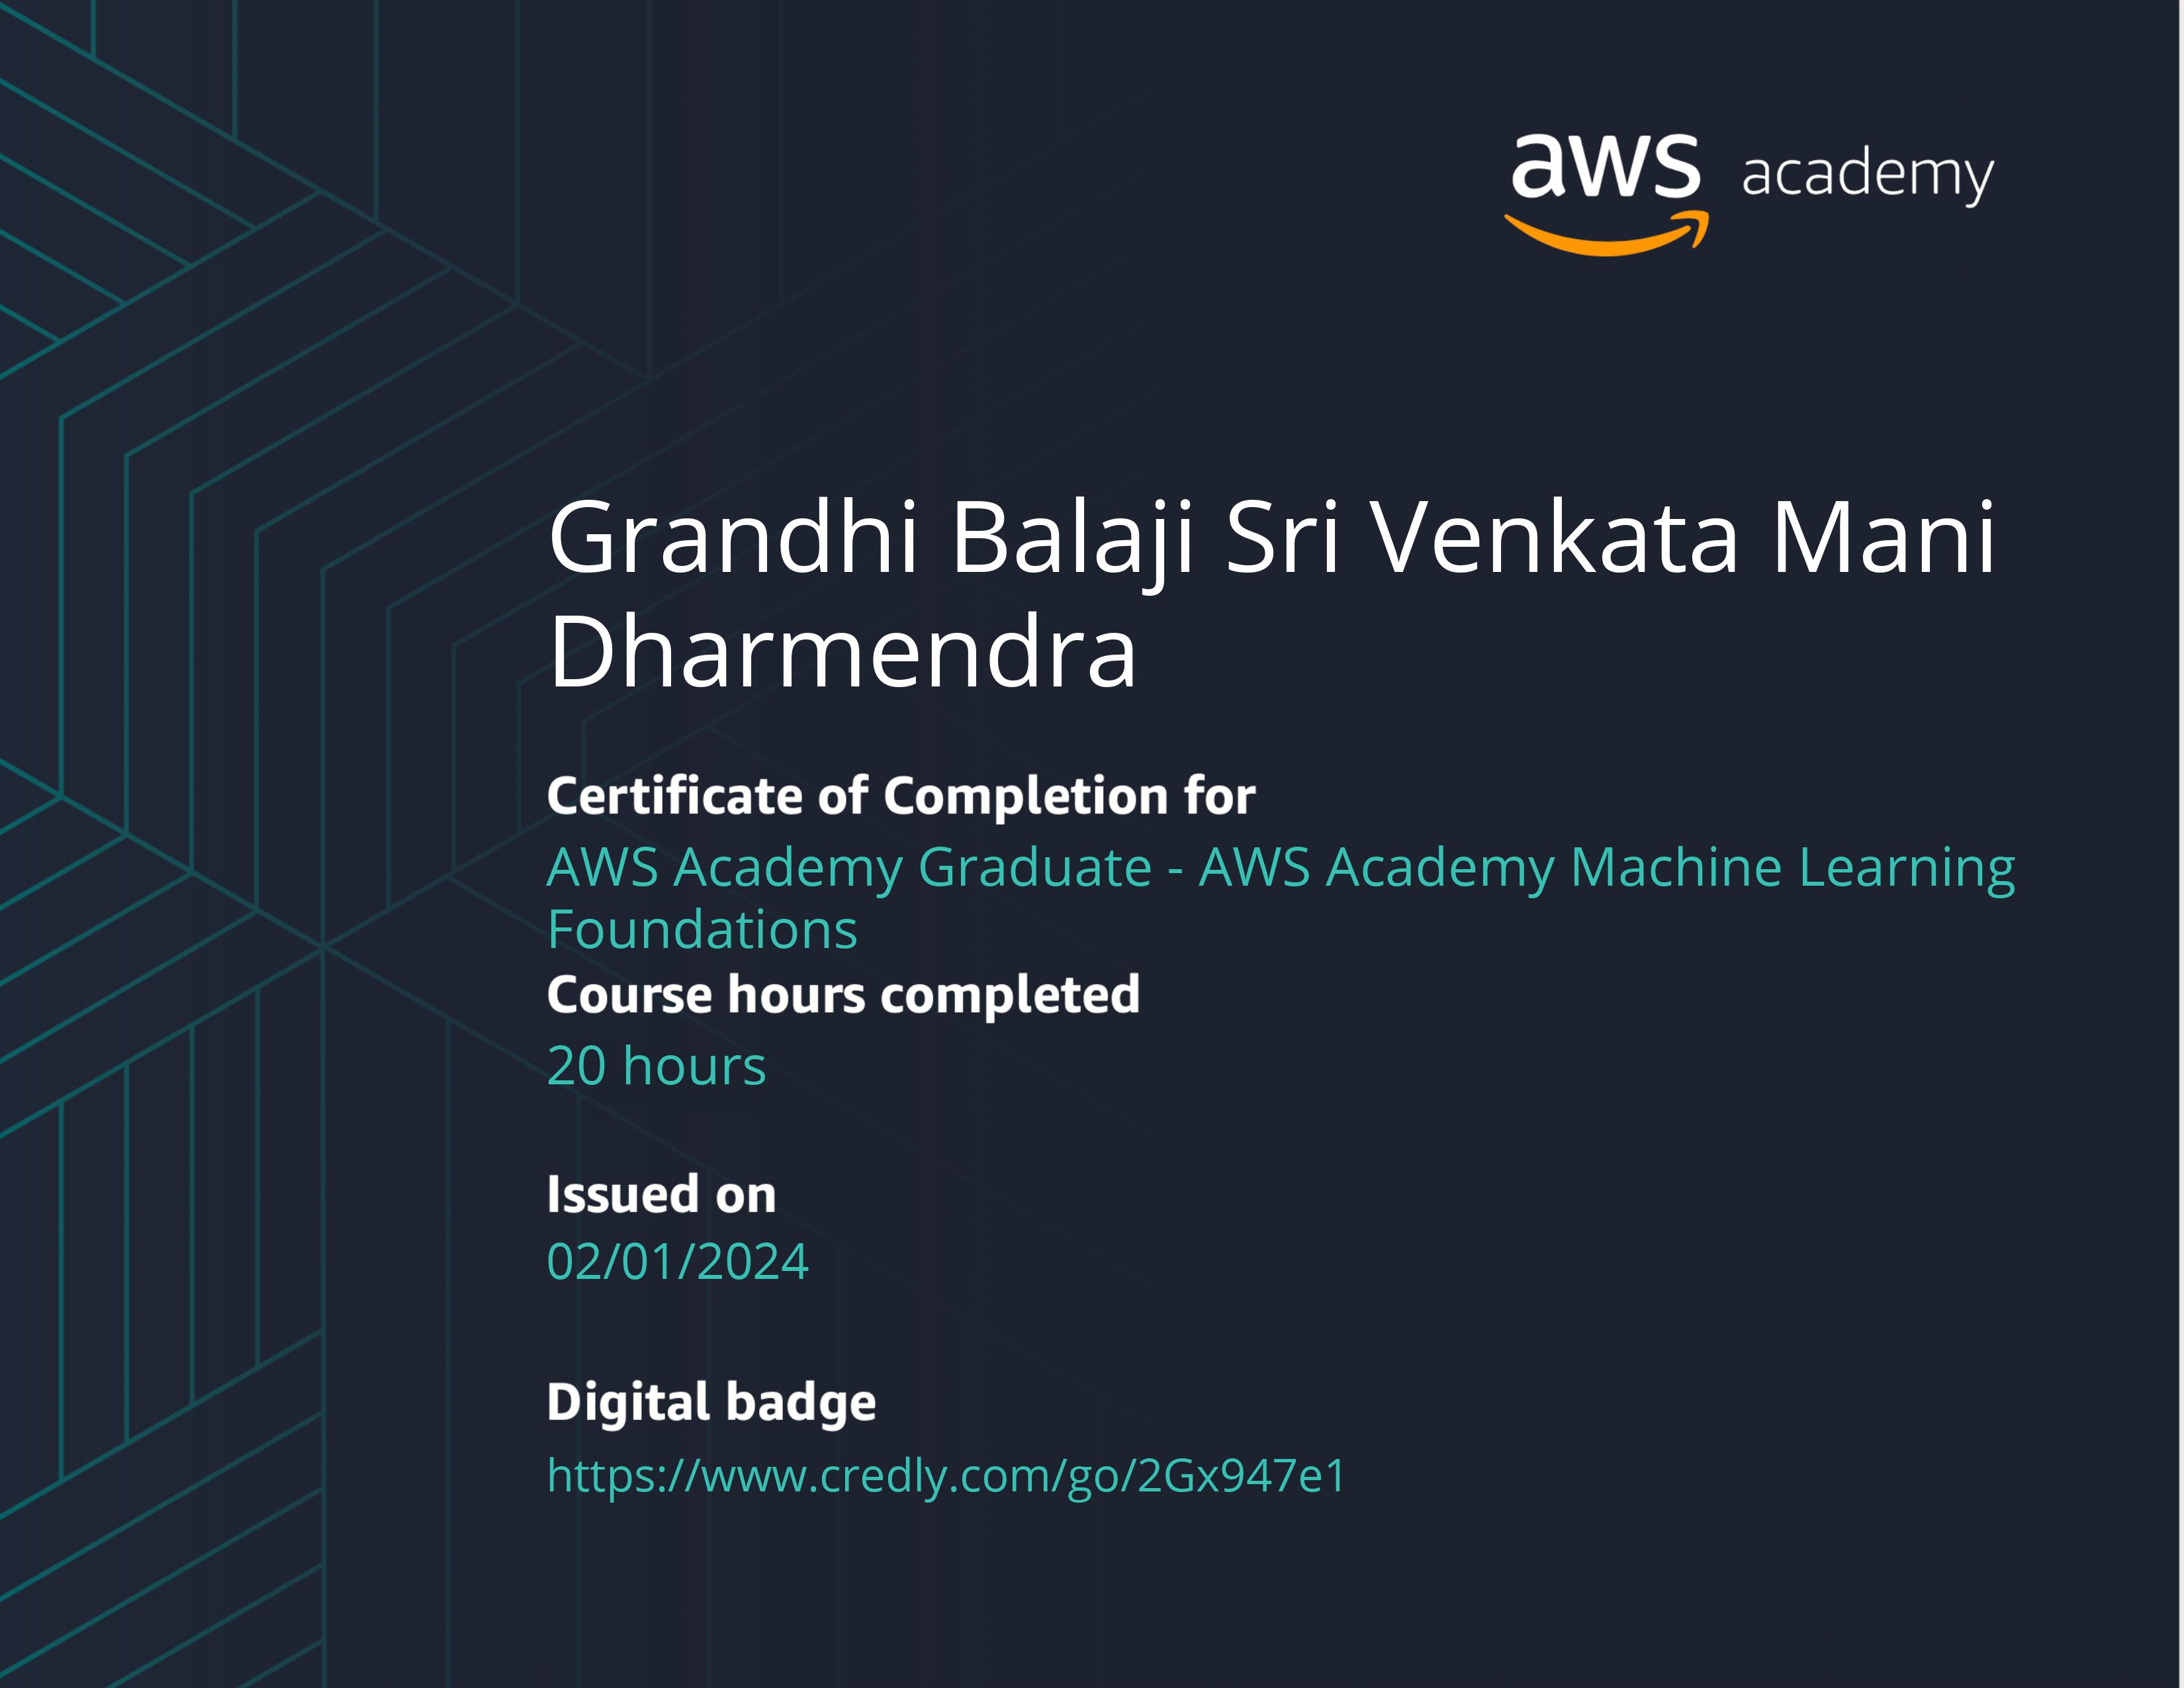 aws academy
Grandhi Balaji Sri Venkata Mani
Dharmendra
Certificate of Completion for
AWS Academy Graduate - AWS Academy Machine Learning
Foundations
Course hours completed
20 hours
Issued on
02/01/2024
Digital badge
https://www.credly.com/go/2Gx947e1